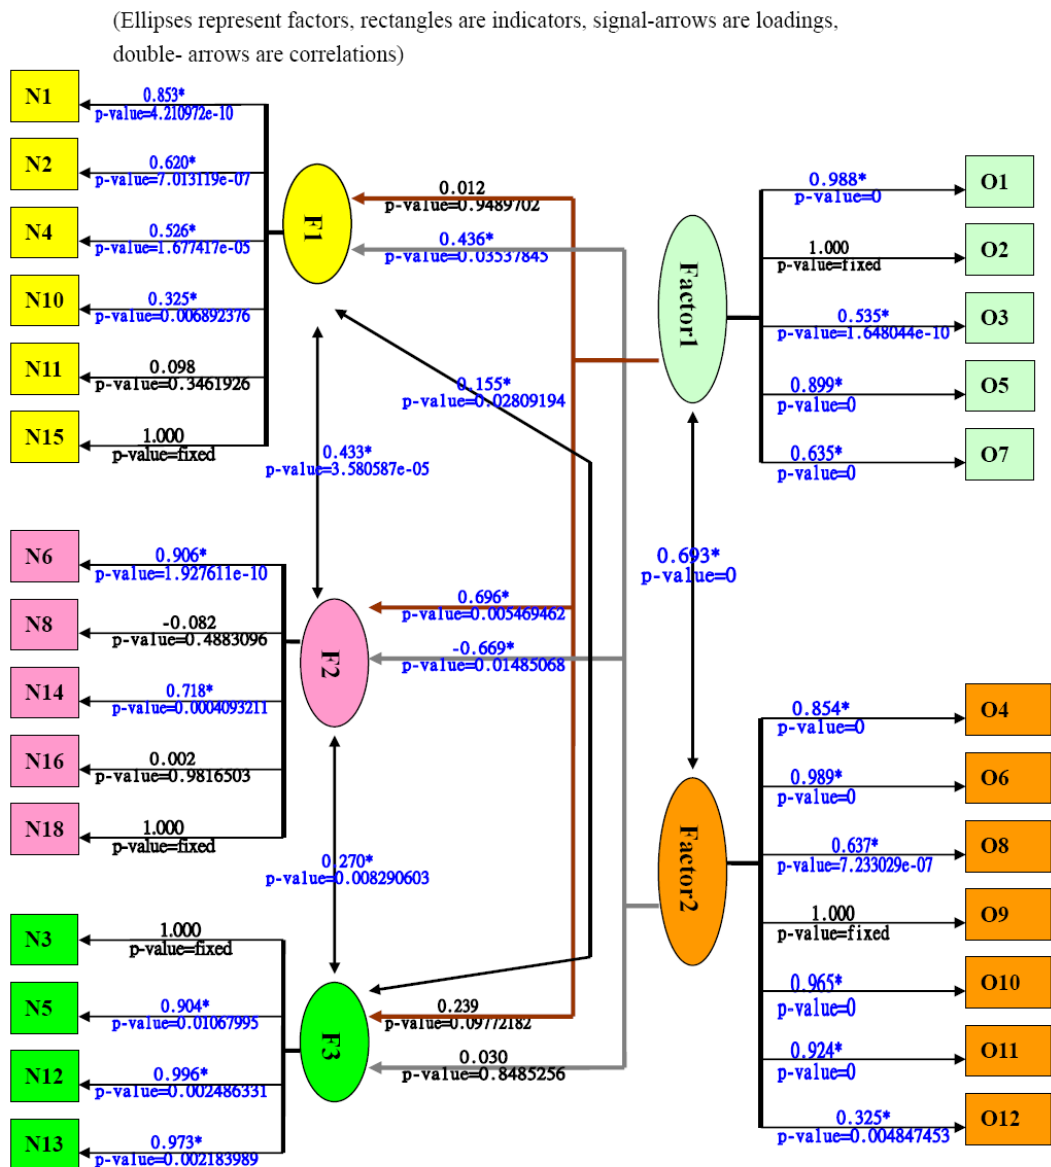 (Ellipses represent factors, rectangles are indicators, signal-arrows are loadings,
double- arrows are correlations)
N1
0.853*
p-value=4.210972e-10
N2
0.620*
p-value=7.013119e-07
N4
0.526*
p-value=1.677417e-05
N10
0.325*
p-value=0.006892376
N11
0.098
p-value=0.3461926
N15
1.000
p-value=fixed
F1
0.012
p-value=0.9489702
0.436*
p-value=0.03537845
0.155*
p-value=0.02809194
0.433*
p-value=3.580587e-05
Factor1
0.988*
p-value=0
O1
1.000
p-value=fixed
O2
0.535*
p-value=1.648044e-10
O3
0.899*
p-value=0
O5
0.635*
p-value=0
O7
0.693*
p-value=0
N6
0.906*
p-value=1.927611e-10
N8
-0.082
p-value=0.4883096
N14
0.718*
p-value=0.0004093211
N16
0.002
p-value=0.9816503
N18
1.000
p-value=fixed
F2
0.696*
p-value=0.005469462
-0.669*
p-value=0.01485068
0.270*
p-value=0.008290603
Factor2
0.854*
p-value=0
O4
0.989*
p-value=0
O6
0.637*
p-value=7.233029e-07
O8
1.000
p-value=fixed
O9
0.965*
p-value=0
O10
0.924*
p-value=0
O11
0.325*
p-value=0.004847453
O12
N3
1.000
p-value=fixed
N5
0.904*
p-value=0.01067995
N12
0.996*
p-value=0.002486331
N13
0.973*
p-value=0.002183989
F3
0.239
p-value=0.09772182
0.030
p-value=0.8485256